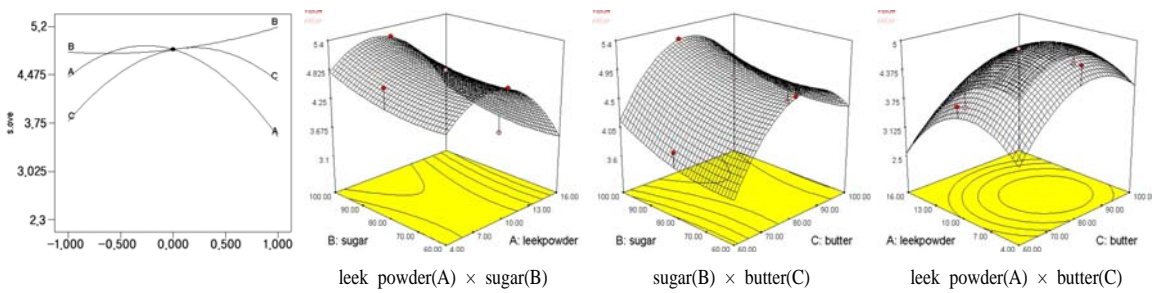 5,2
4,475
3,75
3,025
2,3
s.ove
B
A
C
B
C
A
-1,000 -0,500 0,000 0,500 1,000
5.4
4.825
4.25
3.675
3.1
100.00
90.00
80.00
70.00
60.00
4.00
7.00
10.00
13.00
16.00
B: sugar
A: leekpowder
5.4
4.95
4.5
4.05
3.6
100.00
90.00
80.00
70.00
60.00
60.00
70.00
80.00
90.00
100.00
B: sugar
C: butter
5
4.375
3.75
3.125
2.5
16.00
13.00
10.00
7.00
4.00
60.00
70.00
80.00
90.00
100.00
A: leekpowder
C: butter
leek powder(A) × sugar(B)
sugar(B) × butter(C)
leek powder(A) × butter(C)